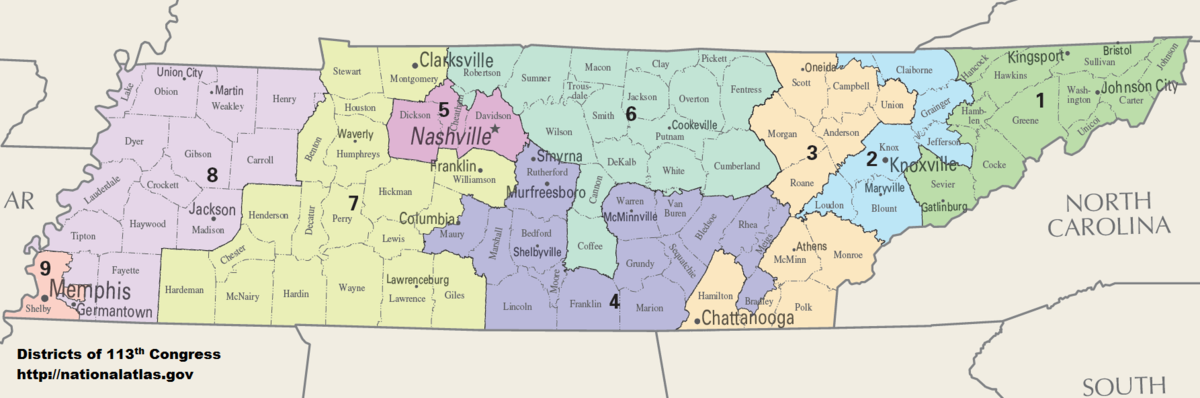 Clarksville
Stewart
Montgomery
Robertson
Sumner
Macon
Clay
Pickett
Trous-
dale
Jackson
Overton
Fentress
Smith
6
Cookeville
Putnam
Wilson
DeKalb
White
Cumberland
Cannon
Coffee
Union City
Obion
Lake
Martin
Weakley
Henry
Dyer
Gibson
Carroll
8
Lauderdale
Crockett
Haywood
Jackson
Madison
Tipton
Fayette
9
Memphis
Shelby
Germantown
Houston
Benton
Waverly
Humphreys
Dickson
5
Cheatham
Davidson
Nashville
Franklin
Williamson
Hickman
7
Perry
Decatur
Henderson
Chester
Lewis
Columbia
Maury
Hardeman
McNairy
Hardin
Wayne
Lawrenceburg
Lawrence
Giles
Smyrna
Rutherford
Murfreesboro
Marshall
Bedford
Shelbyville
Moore
Lincoln
Franklin
4
Marion
Grundy
Warren
McMinnville
Van
Buren
Sequatchie
Bledsoe
Rhea
Meigs
Bradley
Oneida
Scott
Campbell
Union
Morgan
Anderson
3
Roane
Athens
McMinn
Monroe
Hamilton
Chattanooga
Polk
Claiborne
Grainger
Jefferson
Knox
2
Knoxville
Maryville
Loudon
Blount
Hancock
Hawkins
Kingsport
Sullivan
Bristol
Johnson
Wash-
ington
Johnson City
Carter
1
Greene
Unicoi
Hamb-
len
Cocke
Sevier
Gatlinburg
AR
NORTH
CAROLINA
SOUTH
Districts of 113th Congress
http://nationalatlas.gov